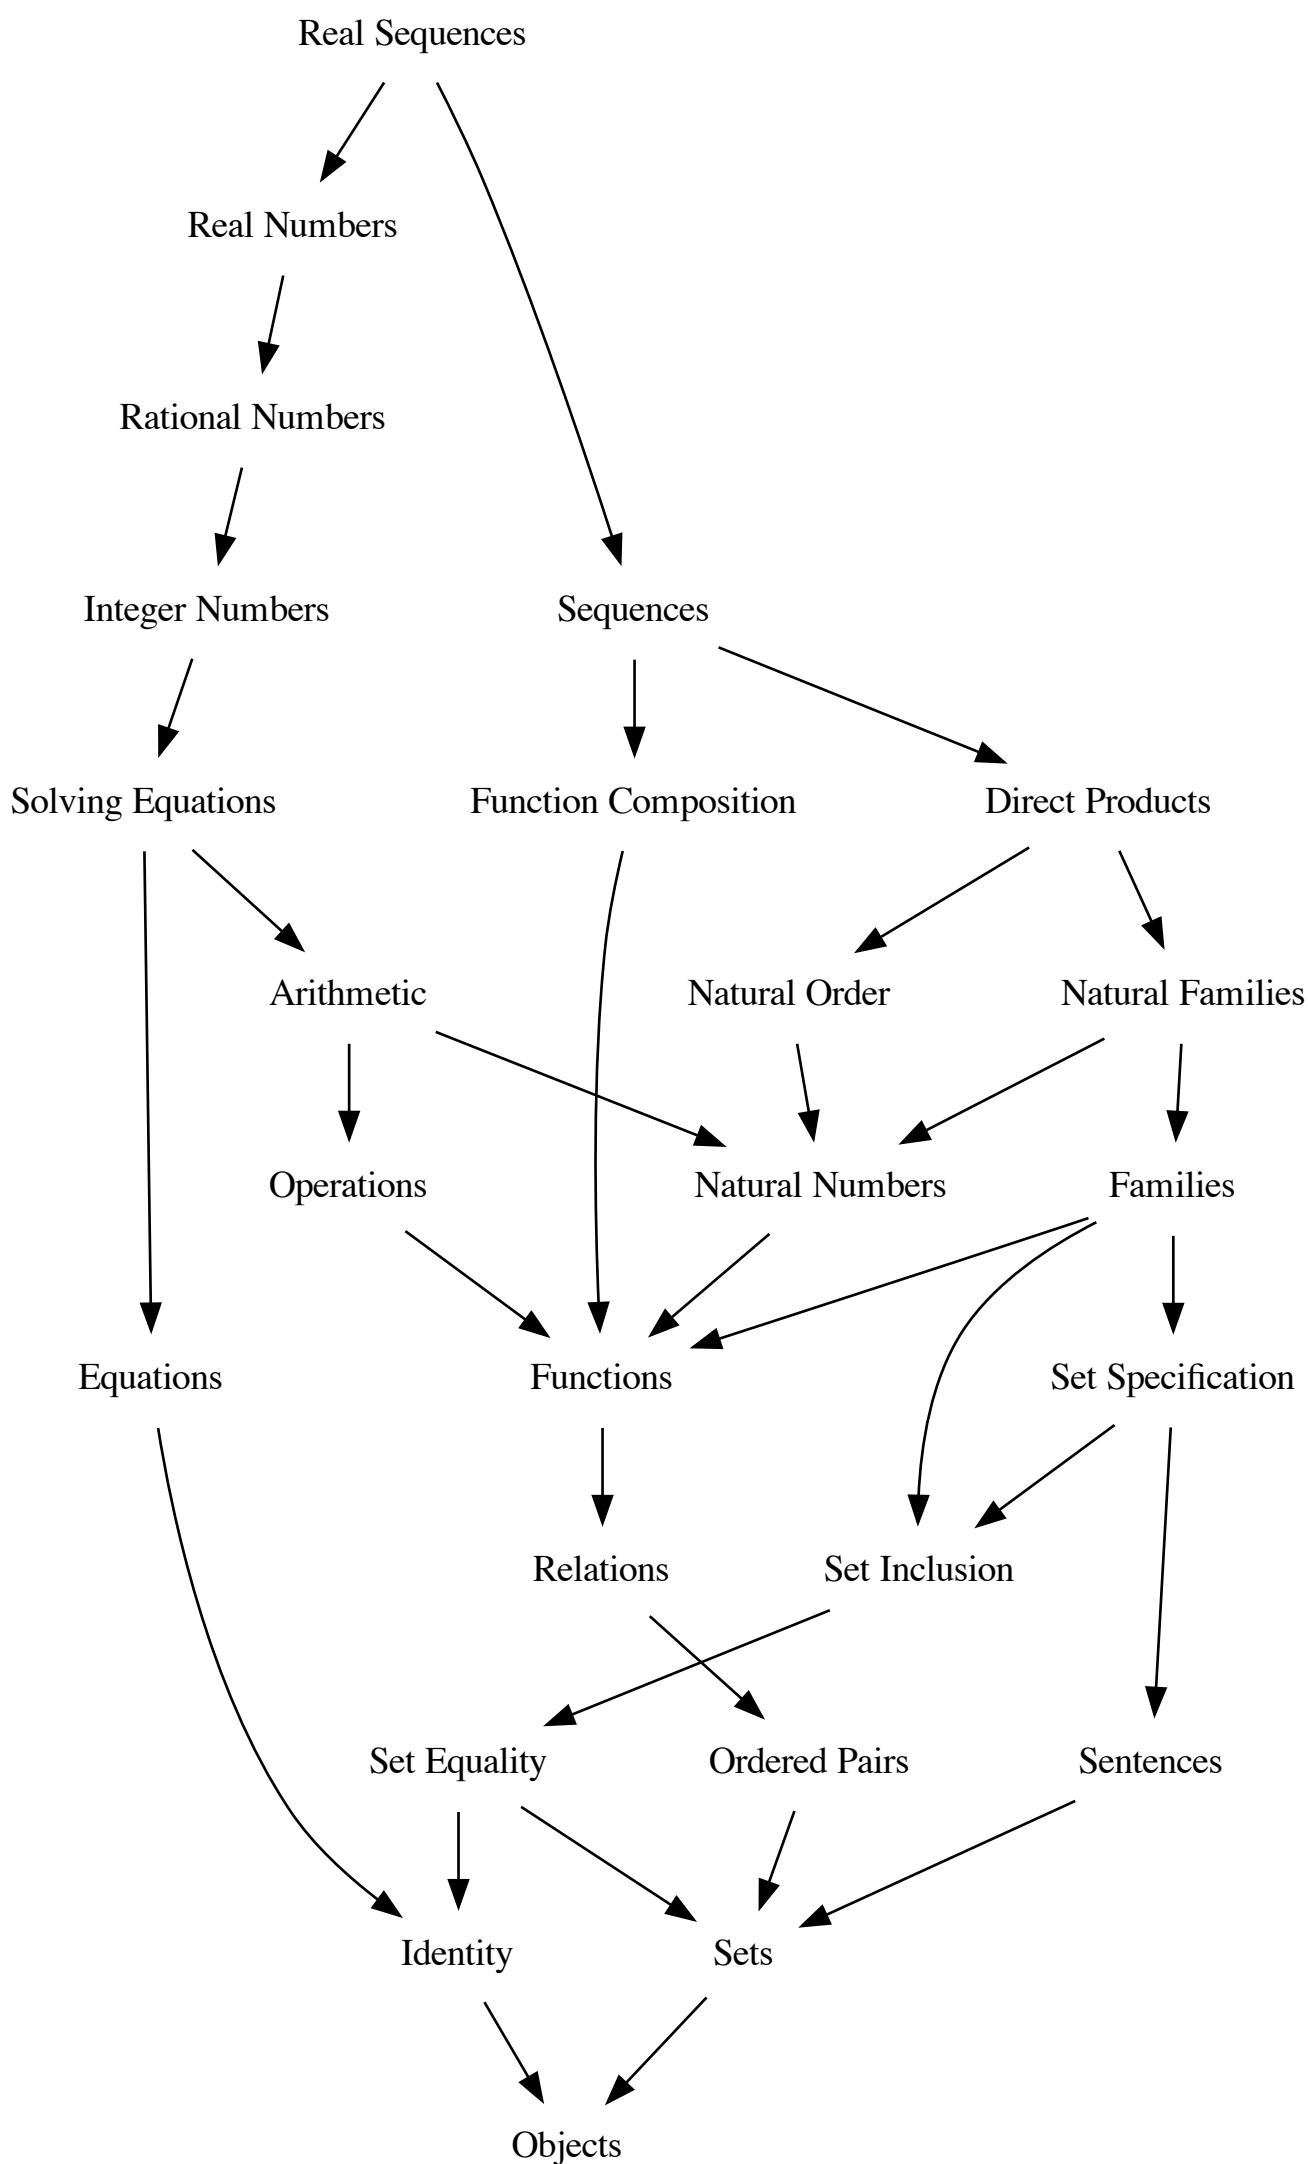 Real Sequences
Real Numbers
Rational Numbers
Integer Numbers
Sequences
Solving Equations
Function Composition
Direct Products
Arithmetic
Natural Order
Natural Families
Operations
Natural Numbers
Families
Equations
Functions
Set Specification
Relations
Set Inclusion
Set Equality
Ordered Pairs
Sentences
Identity
Sets
Objects